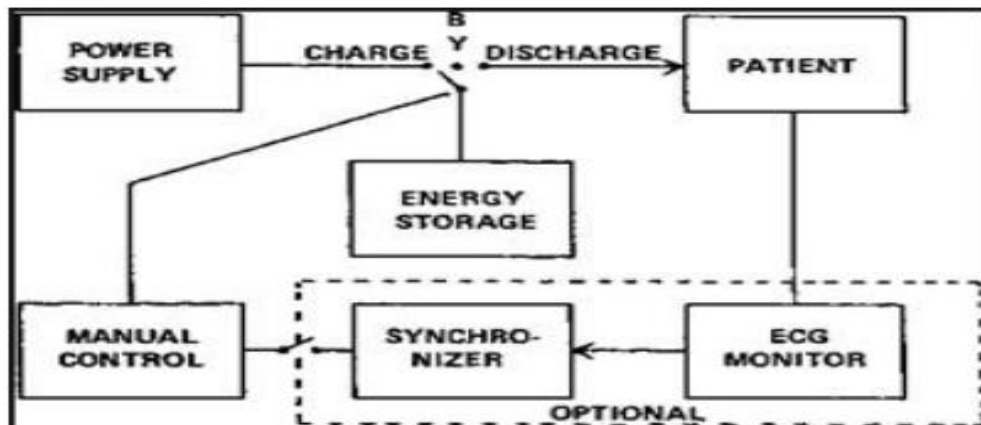 B
Y
POWER
SUPPLY
CHARGE
DISCHARGE
PATIENT
ENERGY
STORAGE
MANUAL
CONTROL
SYNCHRO-
NIZER
ECG
MONITOR
OPTIONAL